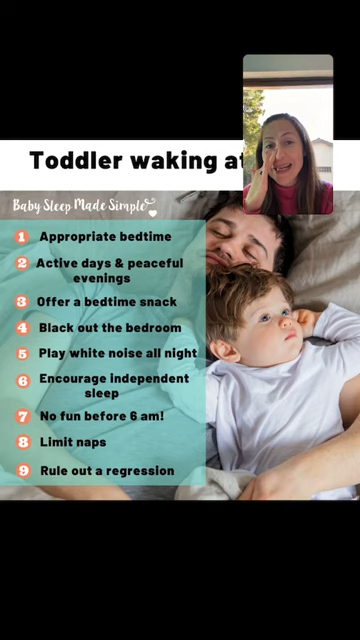 Toddler waking at
Baby Sleep Made Simple
1 Appropriate bedtime
2 Active days & peaceful
evenings
3 Offer a bedtime snack
4 Black out the bedroom
5 Play white noise all night
6 Encourage independent
sleep
7 No fun before 6 am!
8 Limit naps
9 Rule out a regression